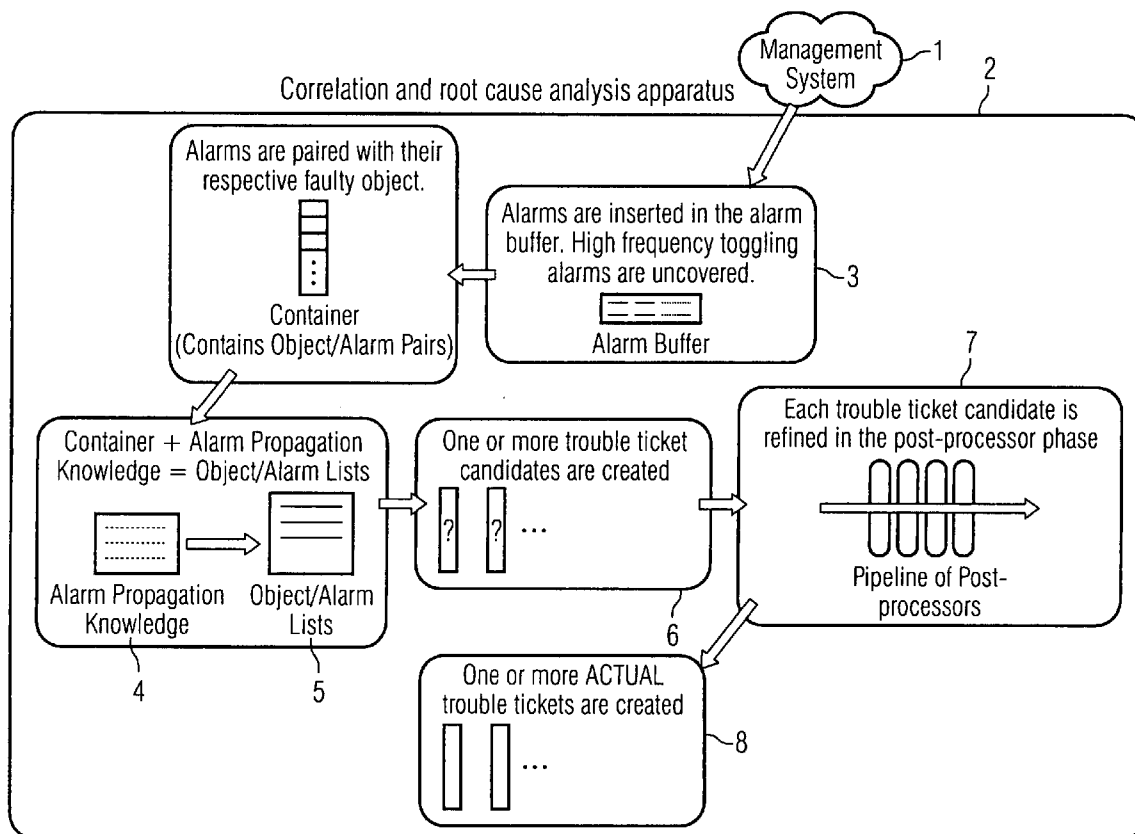 Management
System
1
Correlation and root cause analysis apparatus
2
Alarms are paired with their
respective faulty object.
Container
(Contains Object/Alarm Pairs)
Alarms are inserted in the alarm
buffer. High frequency toggling
alarms are uncovered.
Alarm Buffer
3
Container + Alarm Propagation
Knowledge = Object/Alarm Lists
Alarm Propagation
Knowledge
Object/Alarm
Lists
4
5
One or more trouble ticket
candidates are created
? ? ...
6
7
Each trouble ticket candidate is
refined in the post-processor phase
Pipeline of Post-
processors
One or more ACTUAL
trouble tickets are created
...
8